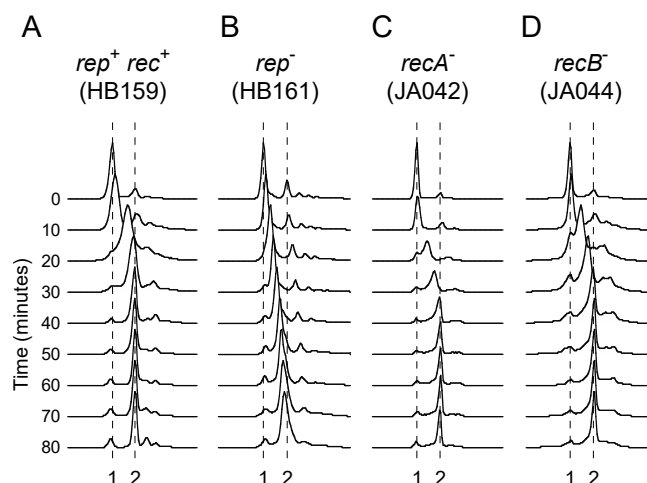 A B C D
rep+ rec+ rep- recA- recB-
(HB159) (HB161) (JA042) (JA044)
0
10
20
30
40
50
60
70
80
Time (minutes)
1 2 1 2 1 2 1 2